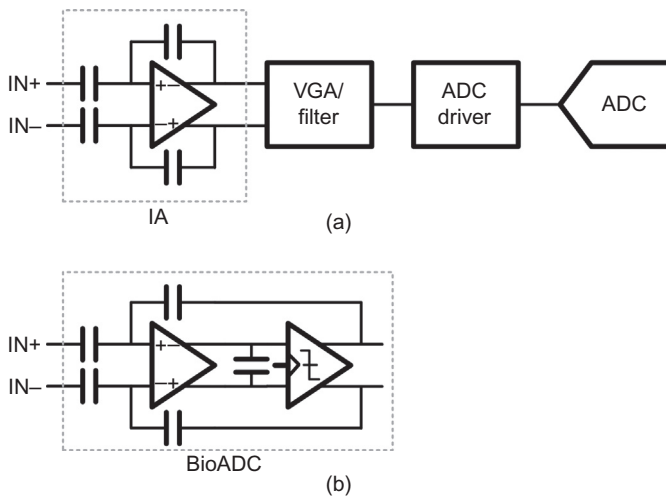 IN+
IN–
+–
–+
VGA/
filter
ADC
driver
ADC
IA
(a)
IN+
IN–
+–
–+
BioADC
(b)